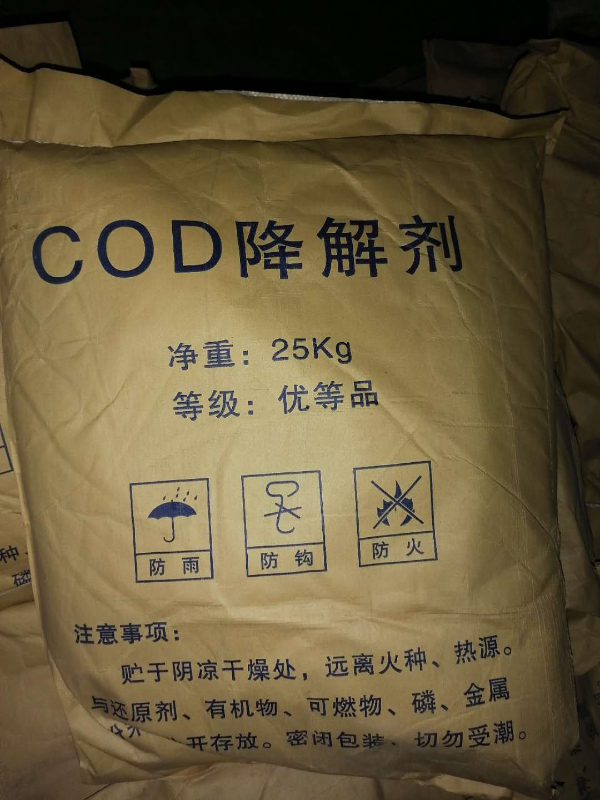 COD降解剂
净重：25Kg
等级：优等品
防雨
防钩
防火
注意事项：
贮于阴凉干燥处，远离火种、热源。
与还原剂、有机物、可燃物、磷、金属
开存放。密闭包装，切勿受潮。
种、
磷